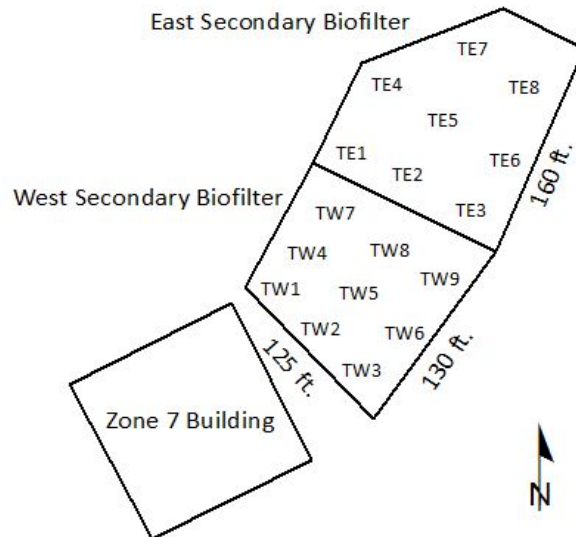 East Secondary Biofilter
TE7
TE4
TE8
TE5
TE1
TE2
TE6
TE3
160 ft.
West Secondary Biofilter
TW7
TW4
TW8
TW9
TW1
TW5
TW2
TW6
TW3
125 ft.
130 ft.
Zone 7 Building
N